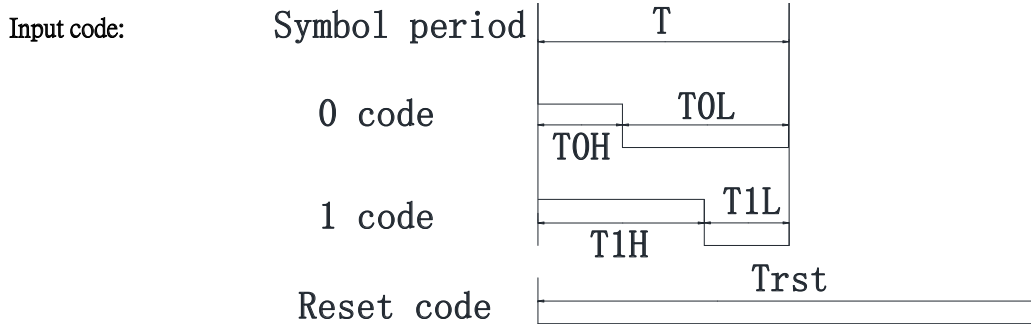 Input code:
Symbol period
T
0 code
T0L
T0H
1 code
T1L
T1H
Trst
Reset code